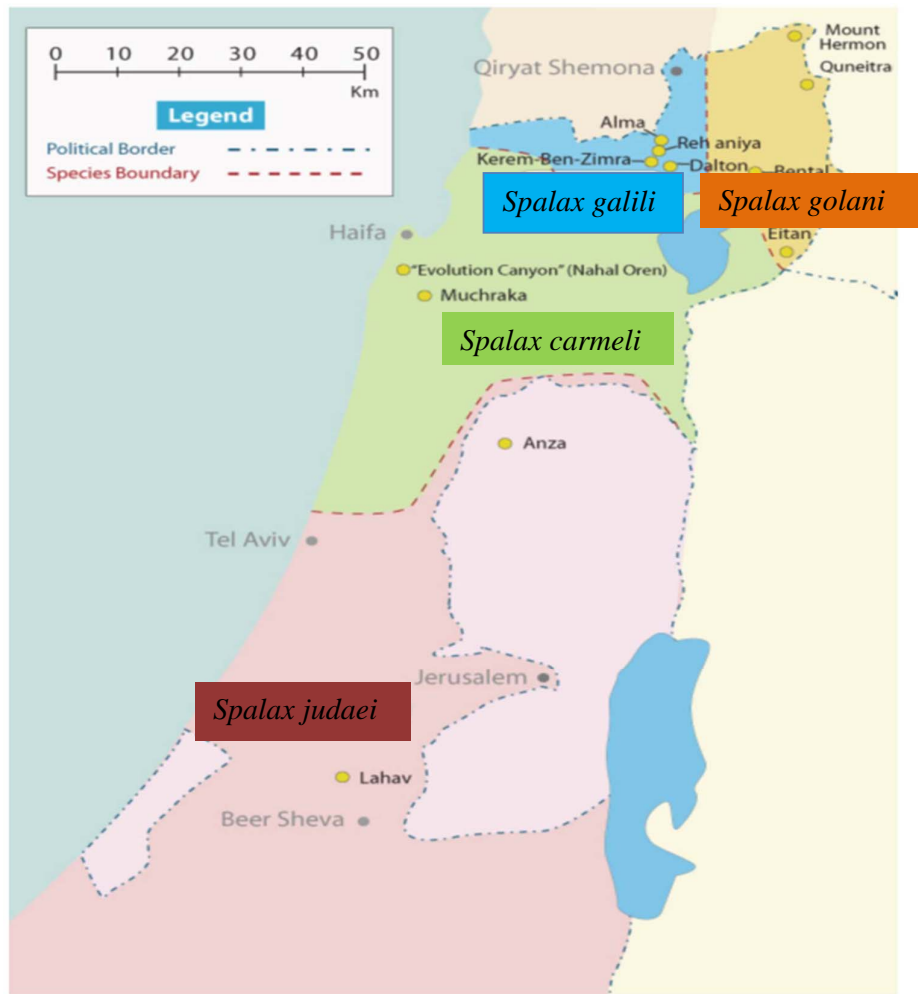 0 10 20 30 40 50
Km
Legend
Political Border
Species Boundary
Mount
Hermon
Quneitra
Qiryat Shemona
Alma
Reh aniya
Kerem-Ben-Zimra
Dalton
Bental
Spalax galili
Spalax golani
Eitan
Haifa
"Evolution Canyon" (Nahal Oren)
Muchraka
Spalax carmeli
Anza
Tel Aviv
Jerusalem
Spalax judaei
Lahav
Beer Sheva